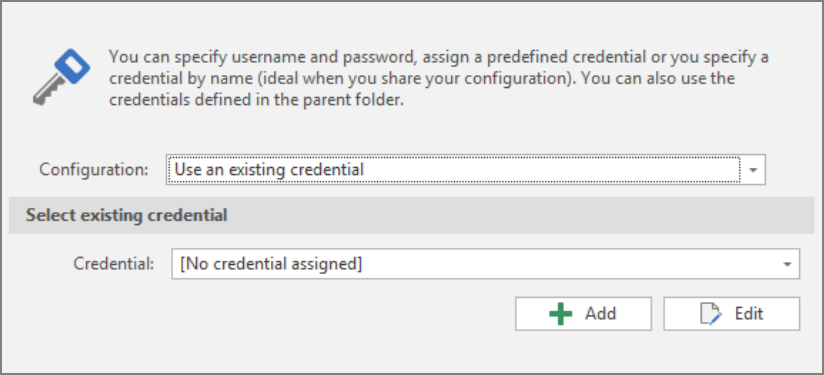 You can specify username and password, assign a predefined credential or you specify a
credential by name (ideal when you share your configuration). You can also use the
credentials defined in the parent folder.
Configuration: Use an existing credential
Select existing credential
Credential: [No credential assigned]
Add Edit